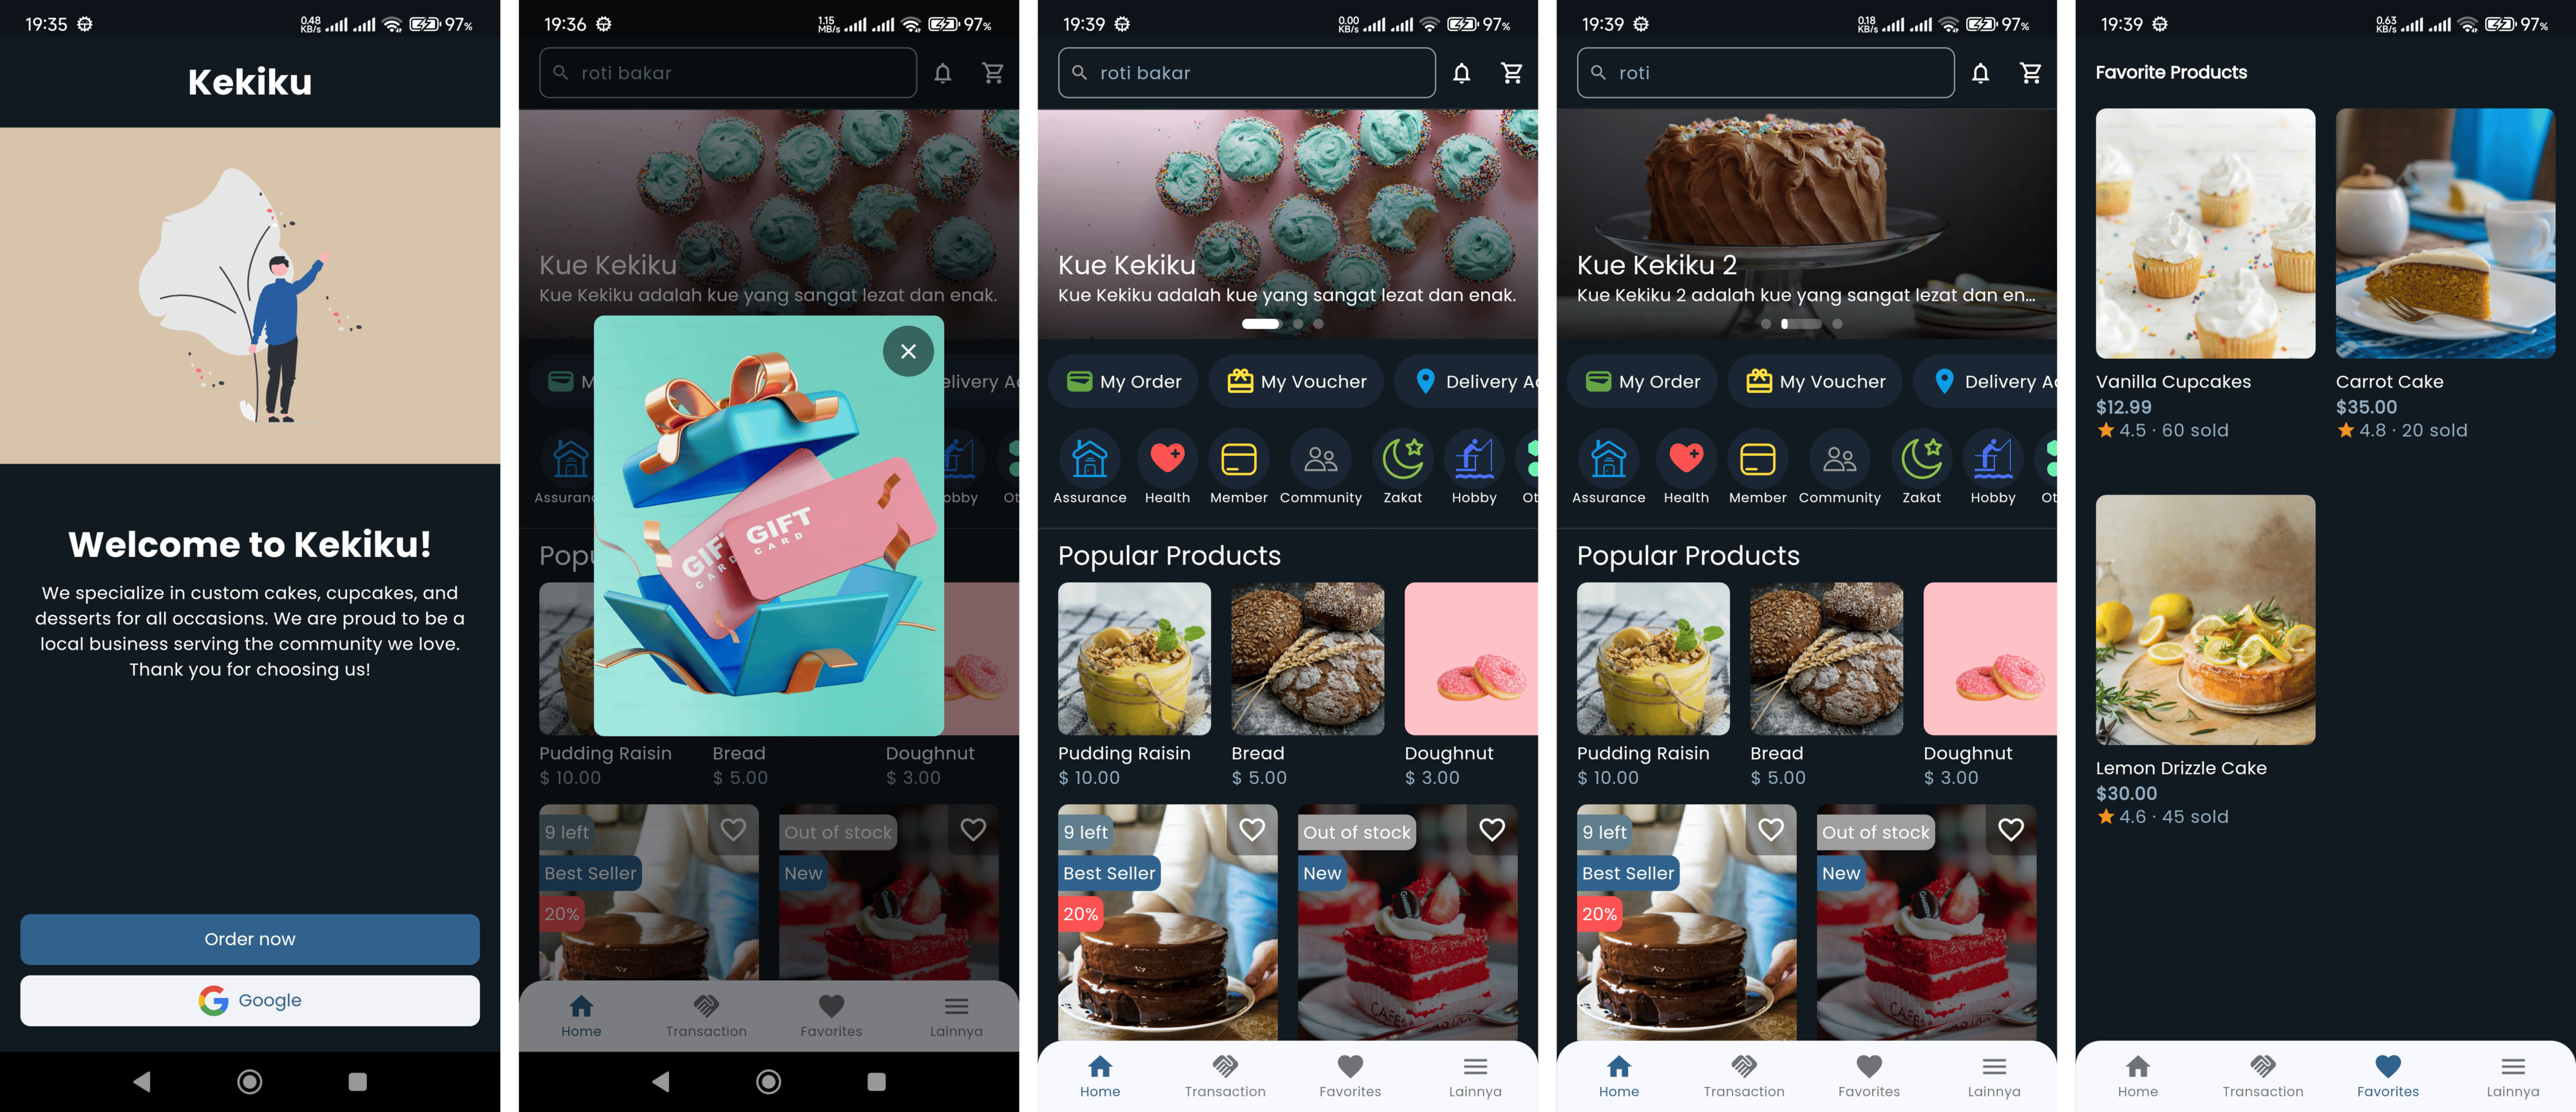 19:35
0.48
KB/s
97%
Kekiku
Welcome to Kekiku!
We specialize in custom cakes, cupcakes, and
desserts for all occasions. We are proud to be a
local business serving the community we love.
Thank you for choosing us!
Order now
Google
19:36
1.15
MB/s
97%
roti bakar
Kue Kekiku
Kue Kekiku adalah kue yang sangat lezat dan enak.
M
elivery Ad
GIFT
CARD
GIFT
CARD
Assuranc
obby
Ot
Popu
Pudding Raisin
Bread
Doughnut
$ 10.00
$ 5.00
$ 3.00
9 left
Best Seller
20%
Out of stock
New
Home
Transaction
Favorites
Lainnya
19:39
0.00
KB/s
97%
roti bakar
Kue Kekiku
Kue Kekiku adalah kue yang sangat lezat dan enak.
My Order
My Voucher
Delivery Ad
Assurance
Health
Member
Community
Zakat
Hobby
Ot
Popular Products
Pudding Raisin
Bread
Doughnut
$ 10.00
$ 5.00
$ 3.00
9 left
Best Seller
20%
Out of stock
New
Home
Transaction
Favorites
Lainnya
19:39
0.18
KB/s
97%
roti
Kue Kekiku 2
Kue Kekiku 2 adalah kue yang sangat lezat dan en...
My Order
My Voucher
Delivery Ad
Assurance
Health
Member
Community
Zakat
Hobby
Ot
Popular Products
Pudding Raisin
Bread
Doughnut
$ 10.00
$ 5.00
$ 3.00
9 left
Best Seller
20%
Out of stock
New
Home
Transaction
Favorites
Lainnya
19:39
0.63
KB/s
97%
Favorite Products
Vanilla Cupcakes
$12.99
4.5 · 60 sold
Carrot Cake
$35.00
4.8 · 20 sold
Lemon Drizzle Cake
$30.00
4.6 · 45 sold
Home
Transaction
Favorites
Lainnya